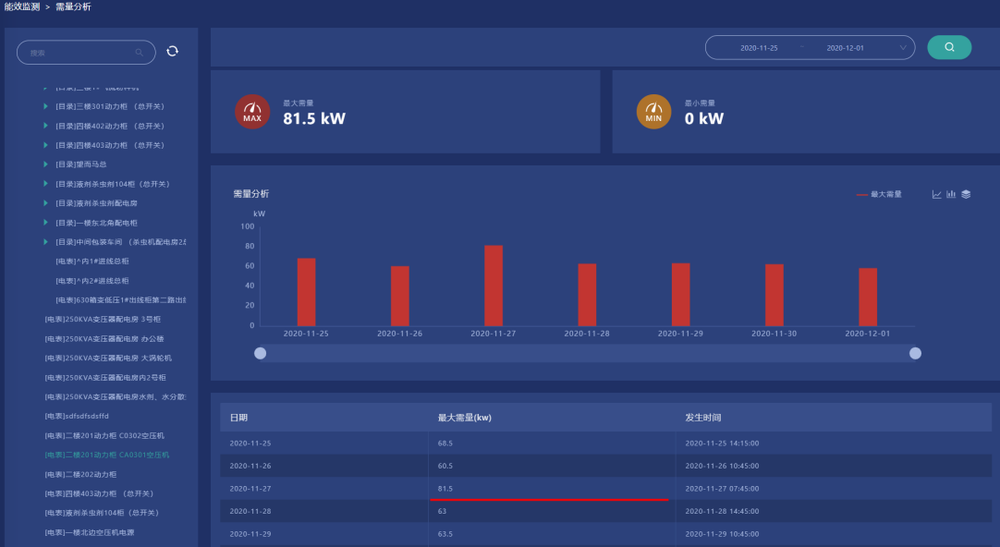 能效监测 > 需量分析
搜索
2020-11-25 ~ 2020-12-01
[目录]三楼301动力柜 （总开关）
[目录]四楼402动力柜 （总开关）
[目录]四楼403动力柜 （总开关）
[目录]望而马总
[目录]液剂杀虫剂104柜（总开关）
[目录]液剂杀虫剂配电房
[目录]一楼东北角配电柜
[目录]中间包装车间 （杀虫机配电房2总
[电表]^内1#进线总柜
[电表]^内2#进线总柜
[电表]630箱变低压1#出线柜第二路出线
[电表]250KVA变压器配电房 3号柜
[电表]250KVA变压器配电房 办公楼
[电表]250KVA变压器配电房 大涡轮机
[电表]250KVA变压器配电房内2号柜
[电表]250KVA变压器配电房水剂、水分散
[电表]sdfsdfsdsffd
[电表]二楼201动力柜 C0302空压机
[电表]二楼201动力柜 CA0301空压机
[电表]二楼202动力柜
[电表]四楼403动力柜 （总开关）
[电表]液剂杀虫剂104柜（总开关）
[电表]一楼北边空压机电源
MAX
最大需量
81.5 kW
MIN
最小需量
0 kW
需量分析
最大需量
kW
100
80
60
40
20
0
2020-11-25 2020-11-26 2020-11-27 2020-11-28 2020-11-29 2020-11-30 2020-12-01
日期 最大需量(kw) 发生时间
2020-11-25 68.5 2020-11-25 14:15:00
2020-11-26 60.5 2020-11-26 10:45:00
2020-11-27 81.5 2020-11-27 07:45:00
2020-11-28 63 2020-11-28 14:45:00
2020-11-29 63.5 2020-11-29 10:45:00